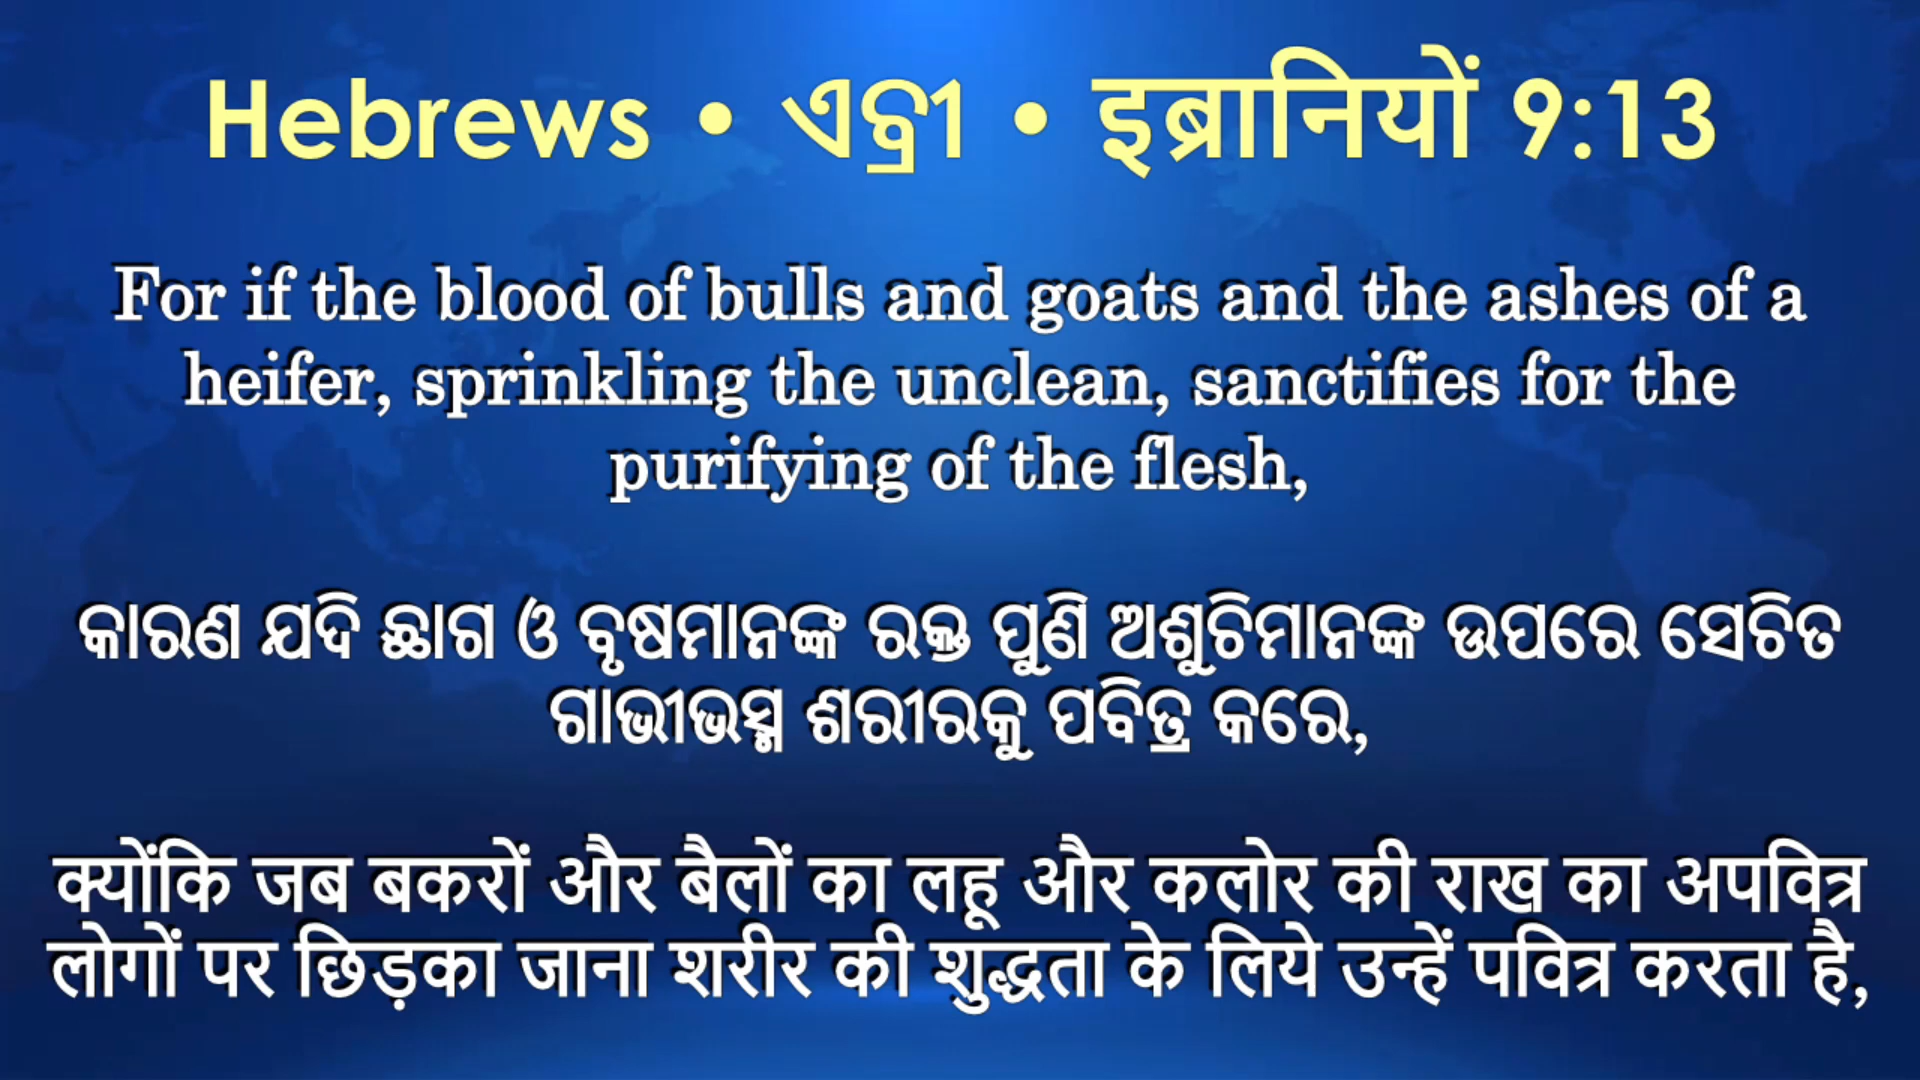 Hebrews • ଏବ୍ରୀ • इब्रानियों 9:13
For if the blood of bulls and goats and the ashes of a
heifer, sprinkling the unclean, sanctifies for the
purifying of the flesh,
କାରଣ ଯଦି ଛାଗ ଓ ବୃଷମାନଙ୍କ ରକ୍ତ ପୁଣି ଅଶୁଚିମାନଙ୍କ ଉପରେ ସେଚିତ
ଗାଭୀଭସ୍ମ ଶରୀରକୁ ପବିତ୍ର କରେ,
क्योंकि जब बकरों और बैलों का लहू और कलोर की राख का अपवित्र
लोगों पर छिड़का जाना शरीर की शुद्धता के लिये उन्हें पवित्र करता है,